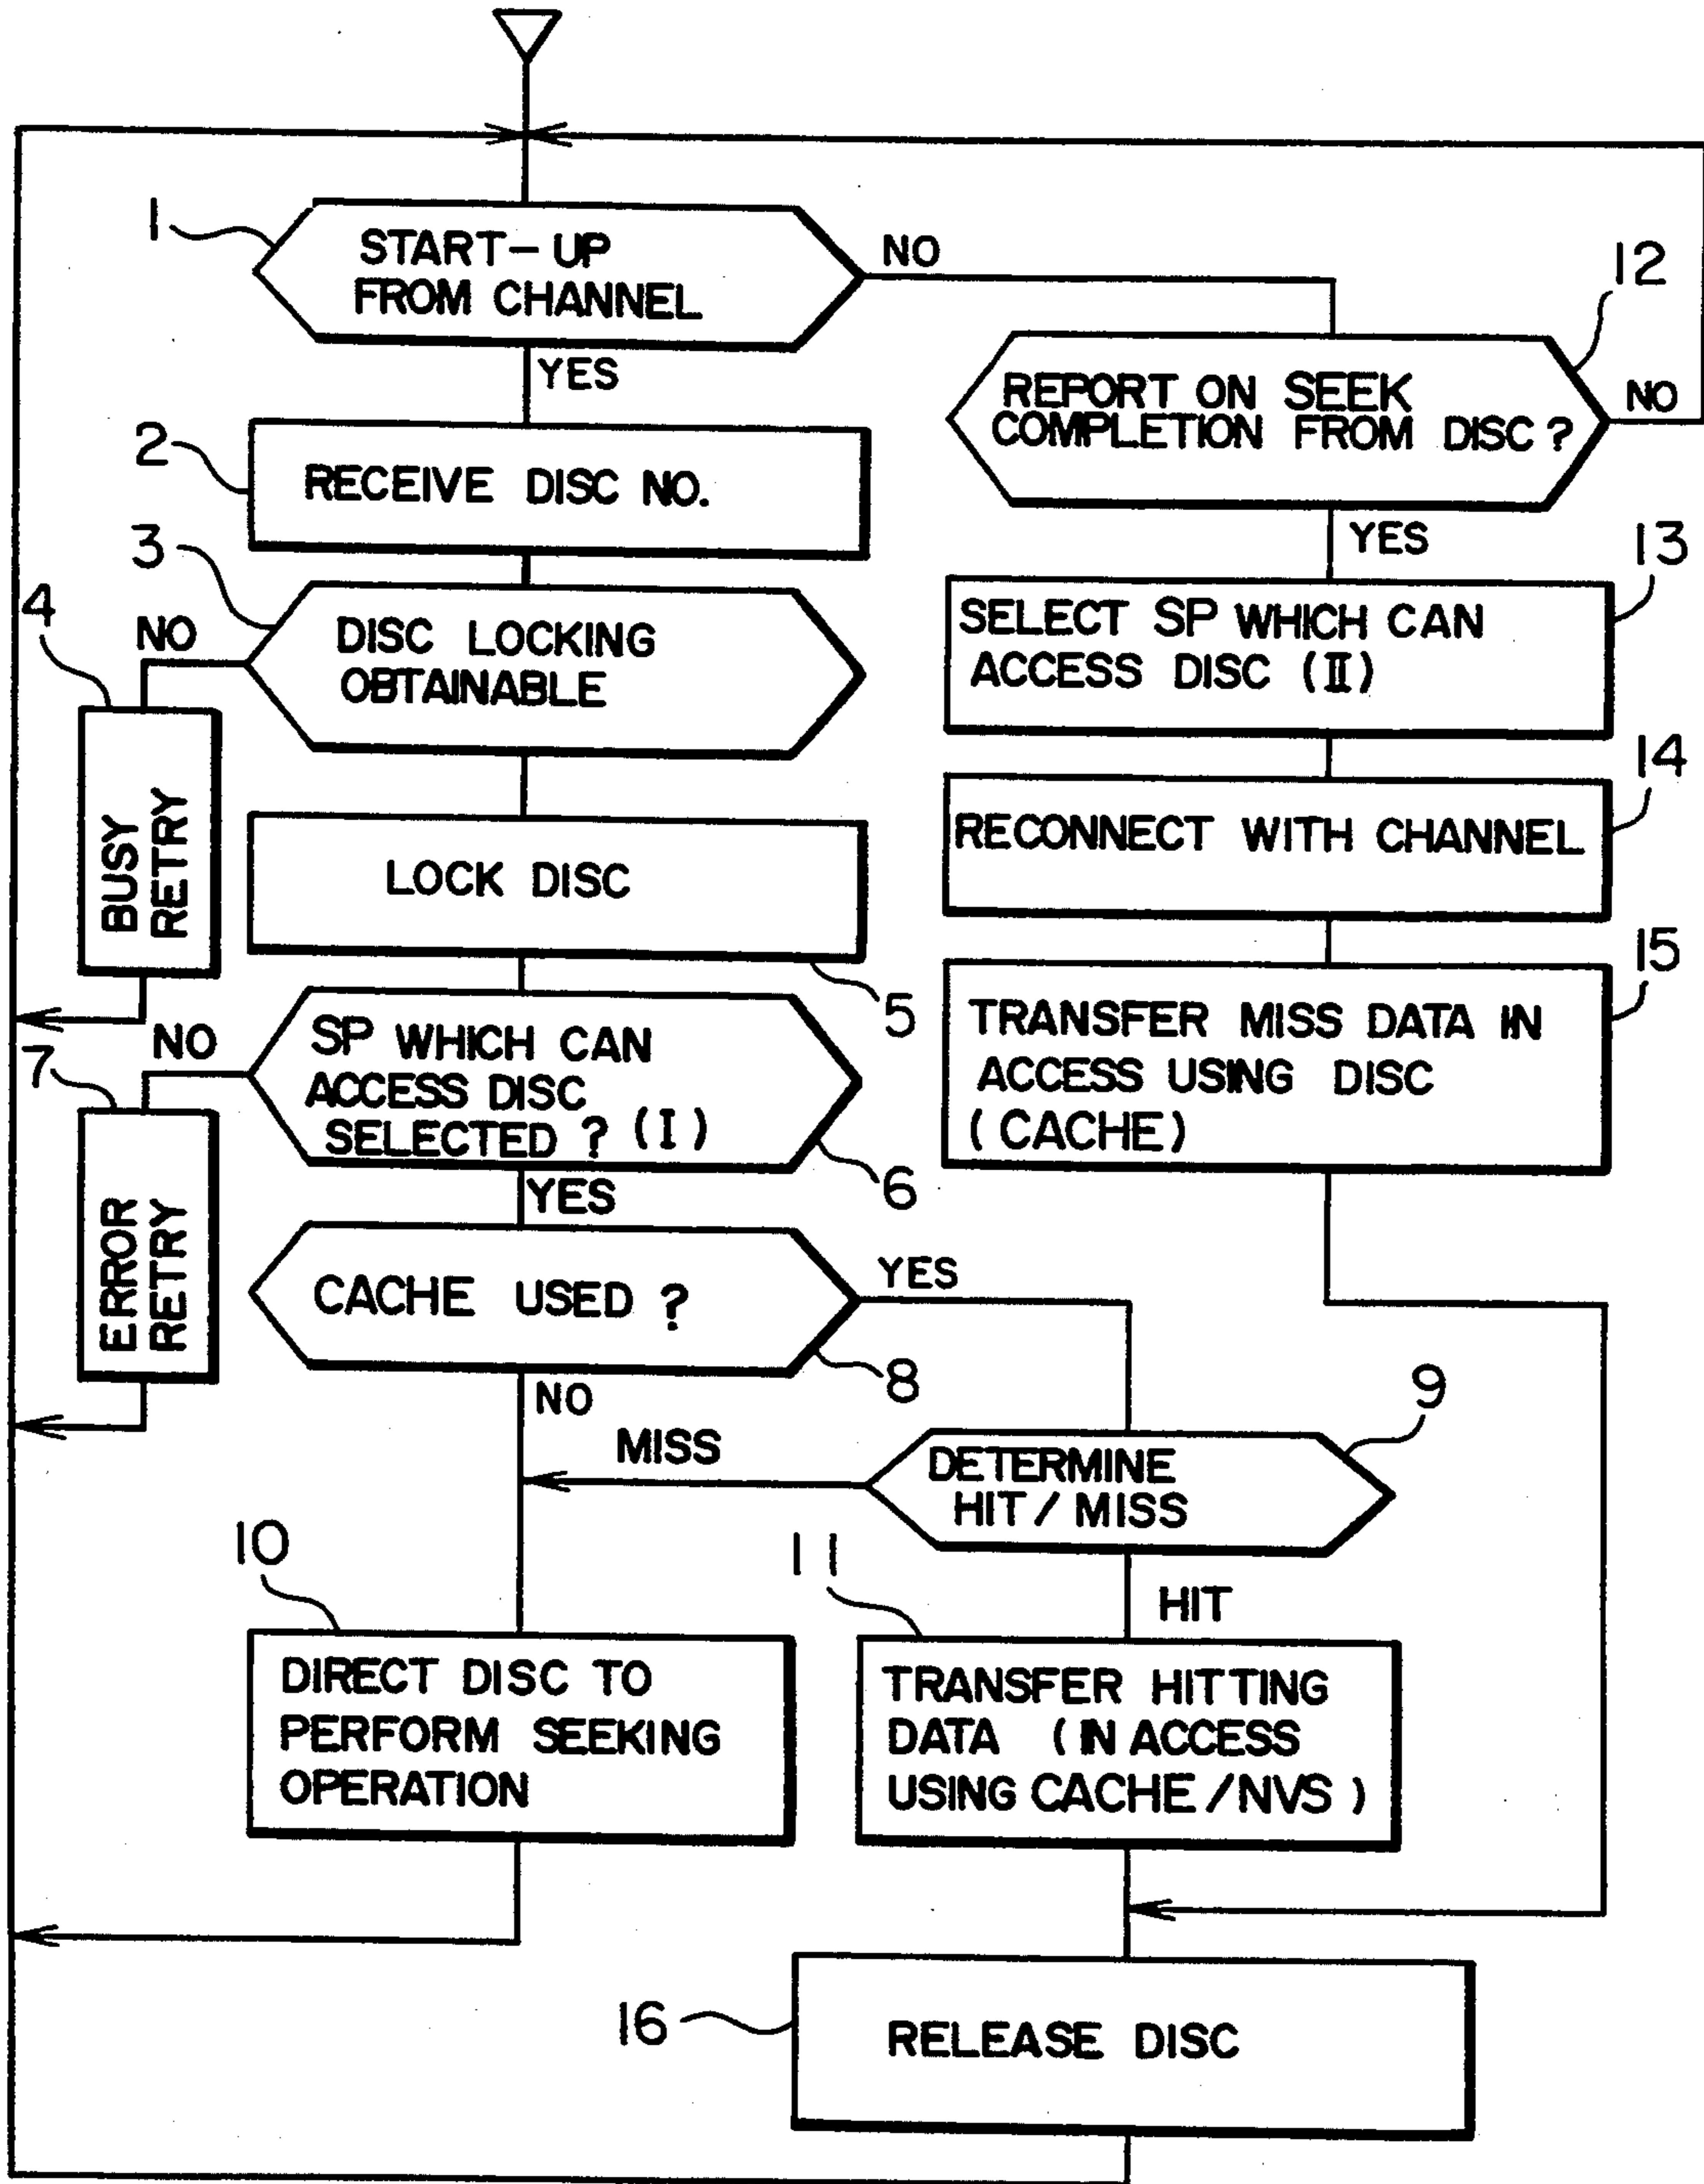 1
START-UP
FROM CHANNEL
NO
YES
12
REPORT ON SEEK
COMPLETION FROM DISC?
NO
YES
2
RECEIVE DISC NO.
3
DISC LOCKING
OBTAINABLE
NO
4
BUSY
RETRY
13
SELECT SP WHICH CAN
ACCESS DISC (II)
14
RECONNECT WITH CHANNEL
LOCK DISC
5
15
TRANSFER MISS DATA IN
ACCESS USING DISC
(CACHE)
SP WHICH CAN
ACCESS DISC
SELECTED? (I)
NO
7
ERROR
RETRY
6
YES
CACHE USED?
YES
8
NO
9
DETERMINE
HIT/MISS
MISS
HIT
10
DIRECT DISC TO
PERFORM SEEKING
OPERATION
11
TRANSFER HITTING
DATA (IN ACCESS
USING CACHE/NVS)
16
RELEASE DISC